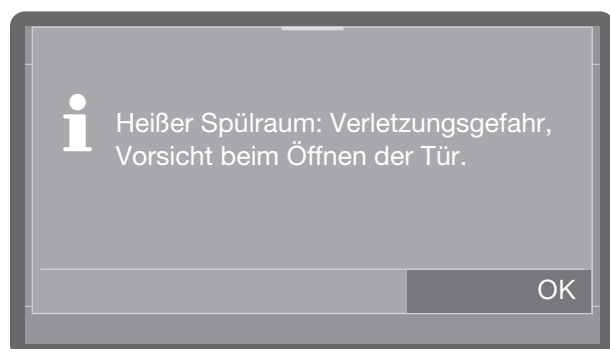 Heißer Spülraum: Verletzungsgefahr,
Vorsicht beim Öffnen der Tür.
OK